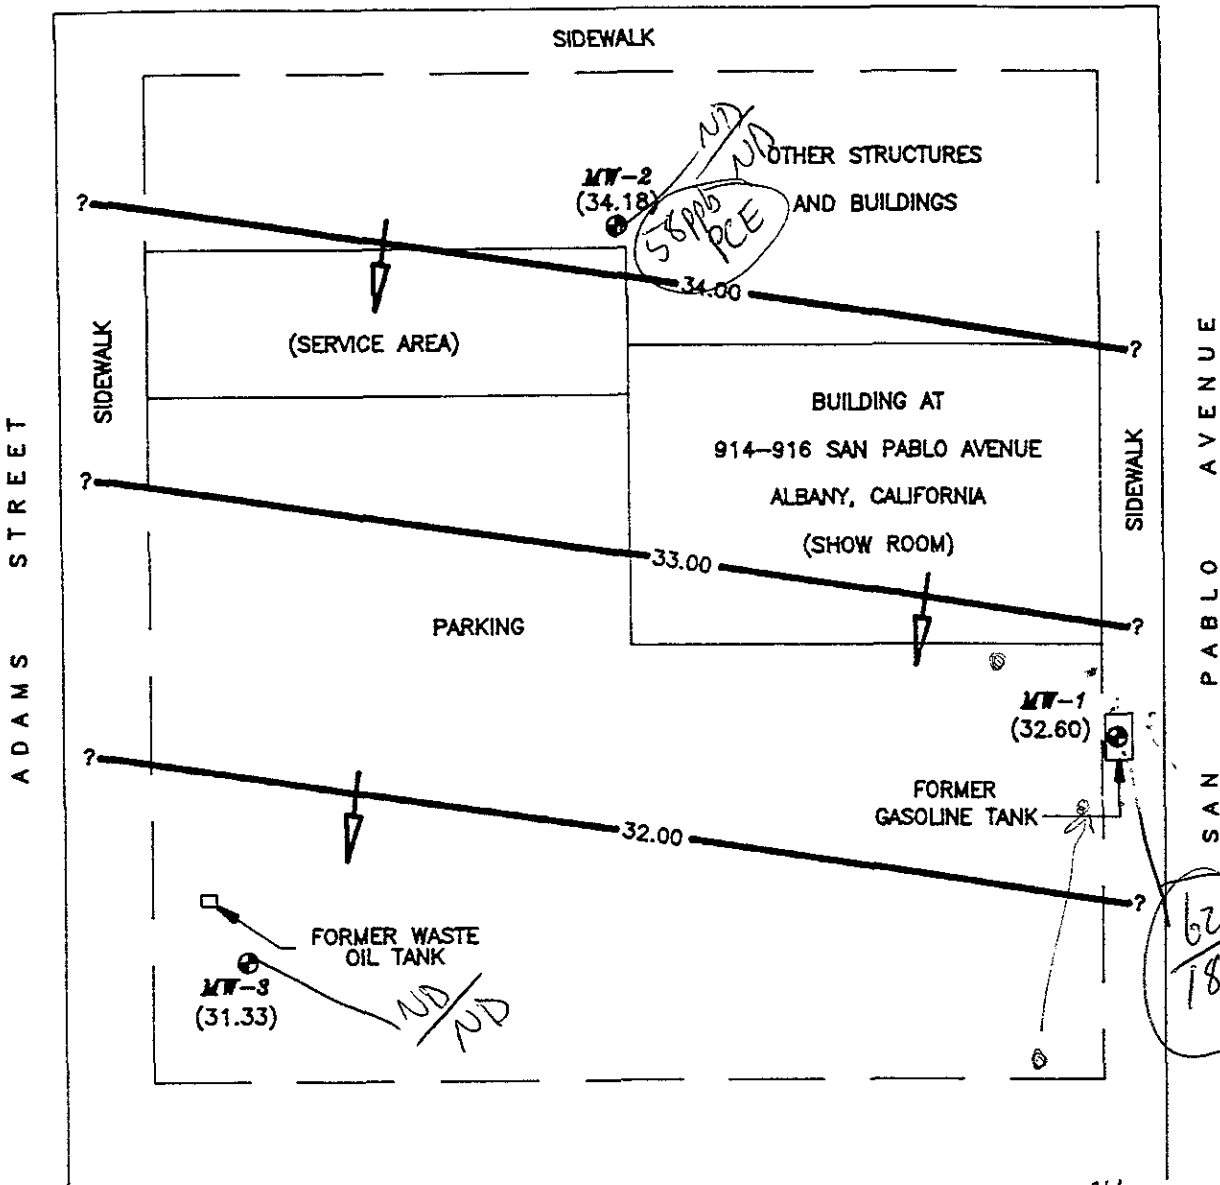 SIDEWALK
ND
ND
OTHER STRUCTURES
AND BUILDINGS
MW-2
(34.18)
58ppb
PCE
?
34.00
?
(SERVICE AREA)
SIDEWALK
BUILDING AT
914-916 SAN PABLO AVENUE
ALBANY, CALIFORNIA
(SHOW ROOM)
SIDEWALK
ADAMS STREET
SAN PABLO AVENUE
?
33.00
?
PARKING
MW-1
(32.60)
FORMER
GASOLINE TANK
?
32.00
?
62
18
FORMER WASTE
OIL TANK
MW-3
(31.33)
ND
ND